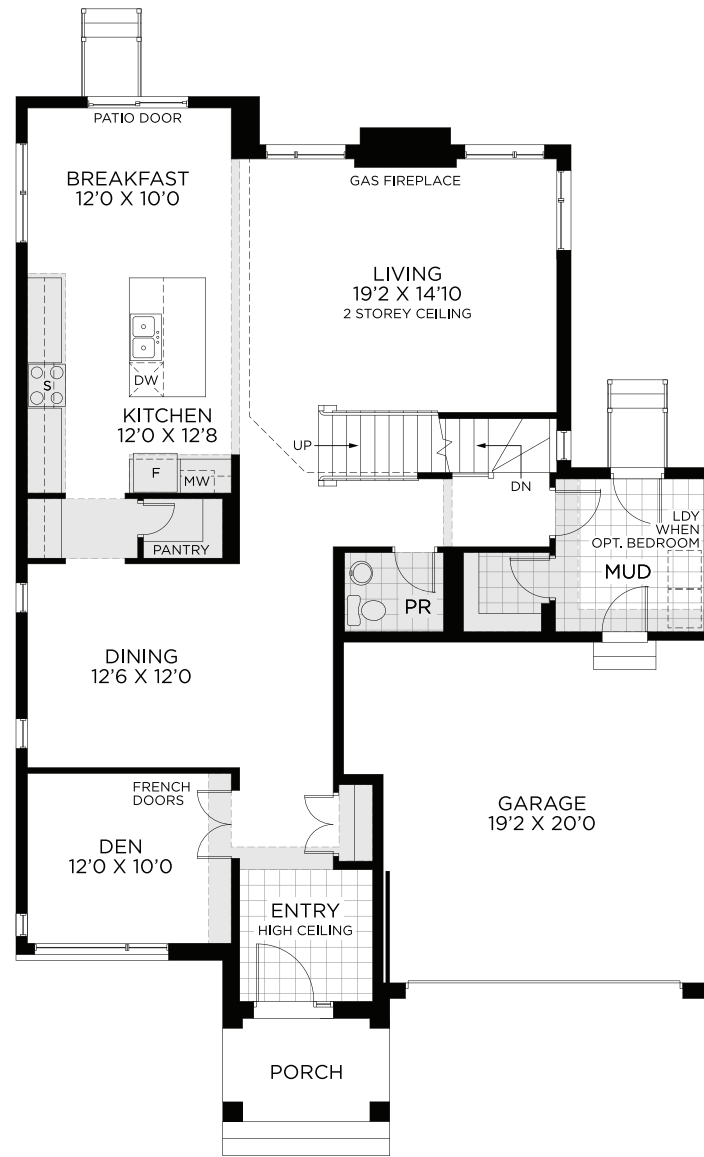 PATIO DOOR
BREAKFAST
12'0 X 10'0
GAS FIREPLACE
LIVING
19'2 X 14'10
2 STOREY CEILING
DW
S
KITCHEN
12'0 X 12'8
UP
F
MW
DN
PANTRY
LDY
WHEN
OPT. BEDROOM
MUD
PR
DINING
12'6 X 12'0
FRENCH
DOORS
DEN
12'0 X 10'0
GARAGE
19'2 X 20'0
ENTRY
HIGH CEILING
PORCH